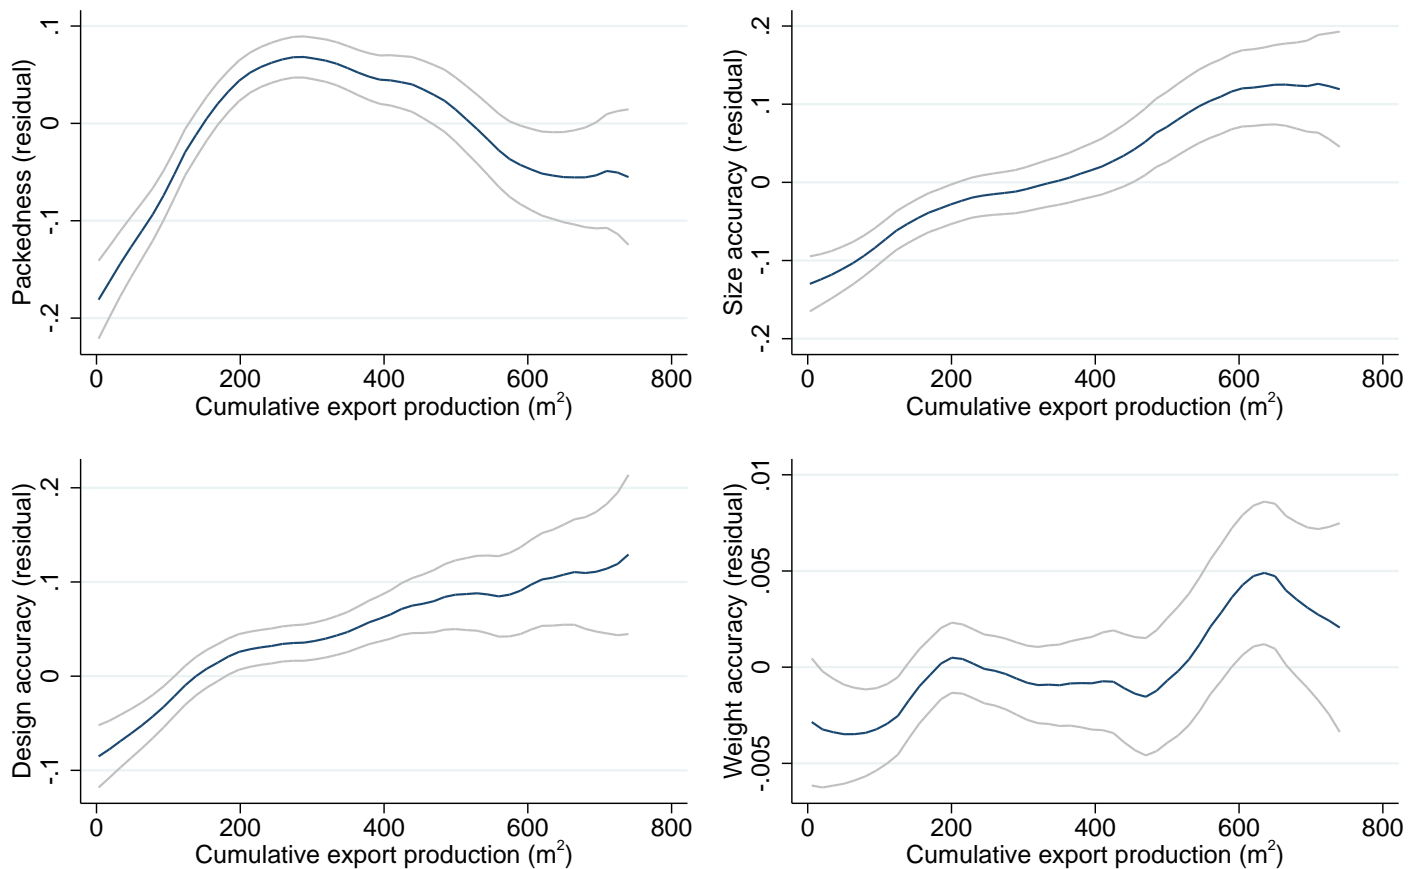 Packedness (residual)
.1
0
-.1
-.2
0 200 400 600 800
Cumulative export production (m²)
Size accuracy (residual)
.2
.1
0
-.1
-.2
0 200 400 600 800
Cumulative export production (m²)
Design accuracy (residual)
.2
.1
0
-.1
0 200 400 600 800
Cumulative export production (m²)
Weight accuracy (residual)
.01
.005
0
-.005
0 200 400 600 800
Cumulative export production (m²)